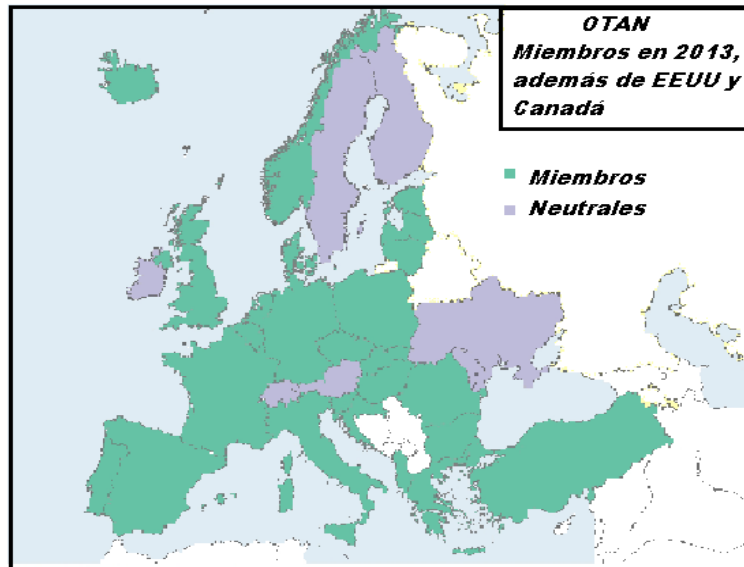 OTAN
Miembros en 2013,
además de EEUU y
Canadá
Miembros
Neutrales